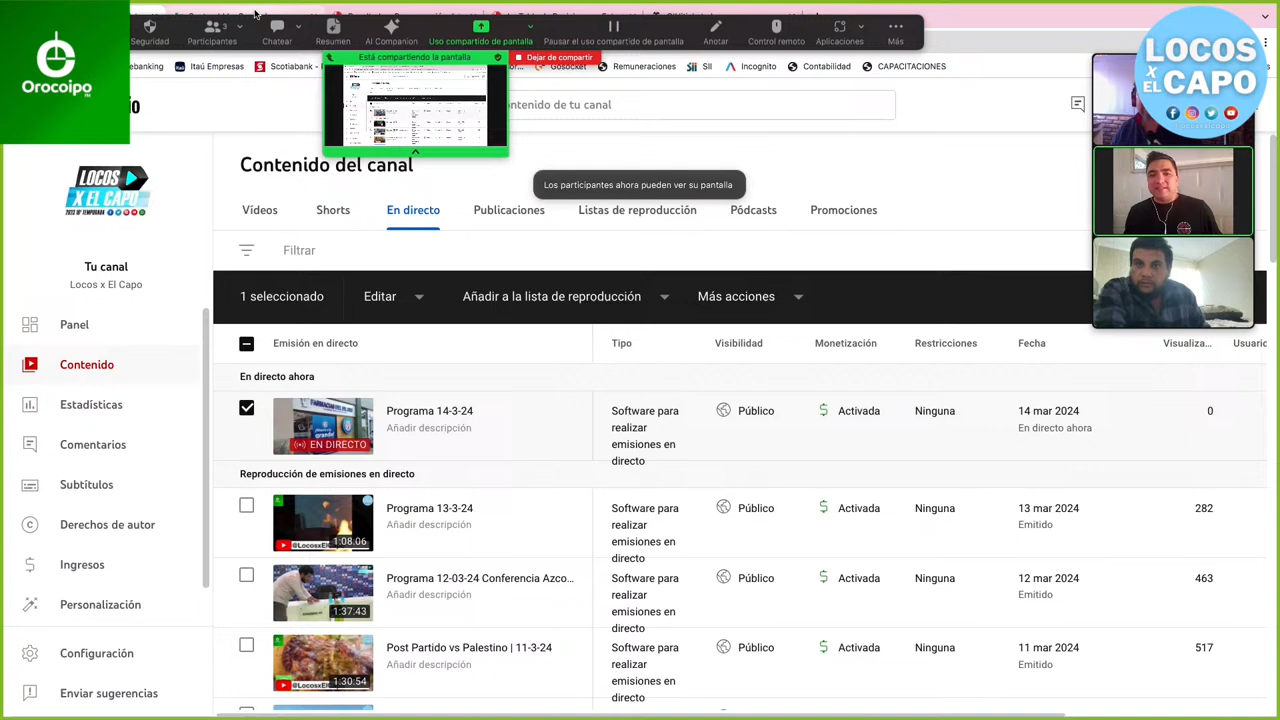 Orocoipo
Seguridad
Participantes
3
Chatear
Resumen
AI Companion
Uso compartido de pantalla
Pausar el uso compartido de pantalla
Anotar
Control remoto
Aplicaciones
Más
Está compartiendo la pantalla
Dejar de compartir
LOCOS
X
EL CAPO
locosxelcapo
ebanking
Itaú Empresas
Scotiabank
GoSocket
Remuneraciones
SII
Incognito
CAPACITACIONES
ontenido de tu canal
Contenido del canal
Los participantes ahora pueden ver su pantalla
LOCOS
X EL CAPO
Vídeos
Shorts
En directo
Publicaciones
Listas de reproducción
Pódcasts
Promociones
Filtrar
Tu canal
Locos x El Capo
1 seleccionado
Editar
Añadir a la lista de reproducción
Más acciones
Panel
Contenido
Estadísticas
Comentarios
Subtítulos
Derechos de autor
Ingresos
Personalización
Configuración
Enviar sugerencias
Emisión en directo
Tipo
Visibilidad
Monetización
Restricciones
Fecha
Visualiza...
Usuario
En directo ahora
EN DIRECTO
Programa 14-3-24
Añadir descripción
Software para
realizar
emisiones en
directo
Público
Activada
Ninguna
14 mar 2024
En directo ahora
0
Reproducción de emisiones en directo
@LocosxEl
1:08:06
Programa 13-3-24
Añadir descripción
Software para
realizar
emisiones en
directo
Público
Activada
Ninguna
13 mar 2024
Emitido
282
1:37:43
Programa 12-03-24 Conferencia Azco...
Añadir descripción
Software para
realizar
emisiones en
directo
Público
Activada
Ninguna
12 mar 2024
Emitido
463
@LocosxEl
1:30:54
Post Partido vs Palestino | 11-3-24
Añadir descripción
Software para
realizar
emisiones en
directo
Público
Activada
Ninguna
11 mar 2024
Emitido
517